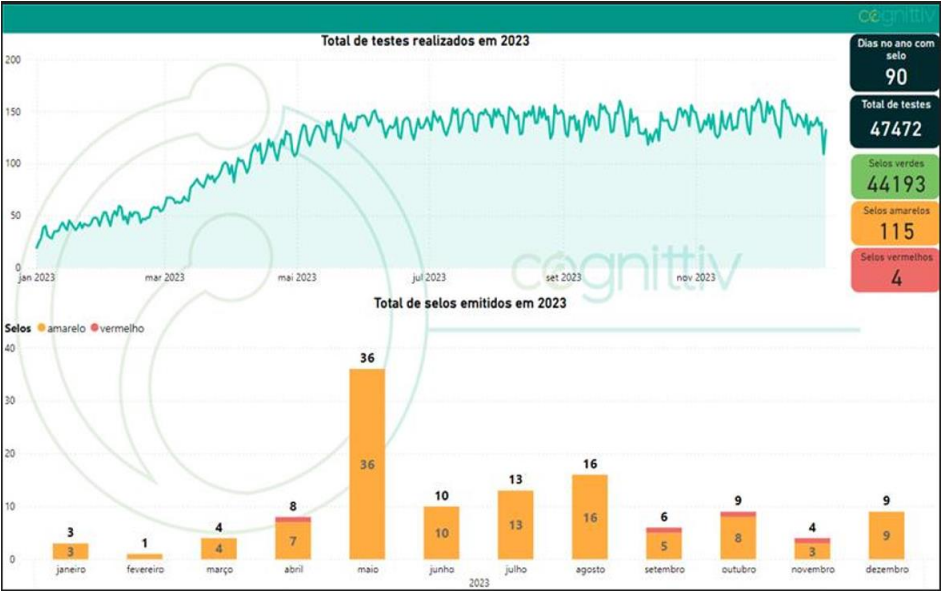 cognittiv
Total de testes realizados em 2023
200
150
100
50
0
jan 2023 mar 2023 mai 2023 jul 2023 set 2023 nov 2023
Dias no ano com
selo
90
Total de testes
47472
Selos verdes
44193
Selos amarelos
115
Selos vermelhos
4
cognittiv
Total de selos emitidos em 2023
Selos amarelo vermelho
40
30
20
10
0
3 1 4 8 36 10 13 16 6 9 4 9
3 4 7 36 10 13 16 5 8 3 9
janeiro fevereiro março abril maio junho julho agosto setembro outubro novembro dezembro
2023